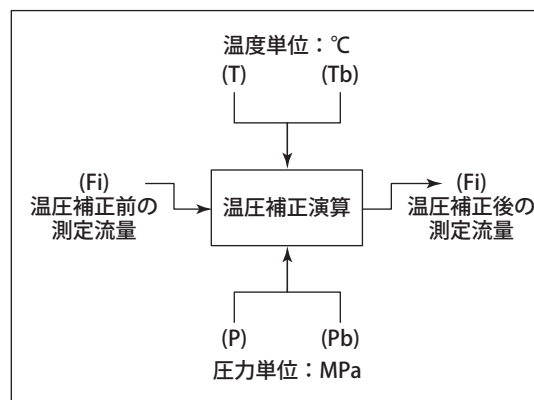 温度単位：℃
(T) (Tb)
(Fi)
温圧補正前の
測定流量
温圧補正演算
(Fi)
温圧補正後の
測定流量
(P) (Pb)
圧力単位：MPa